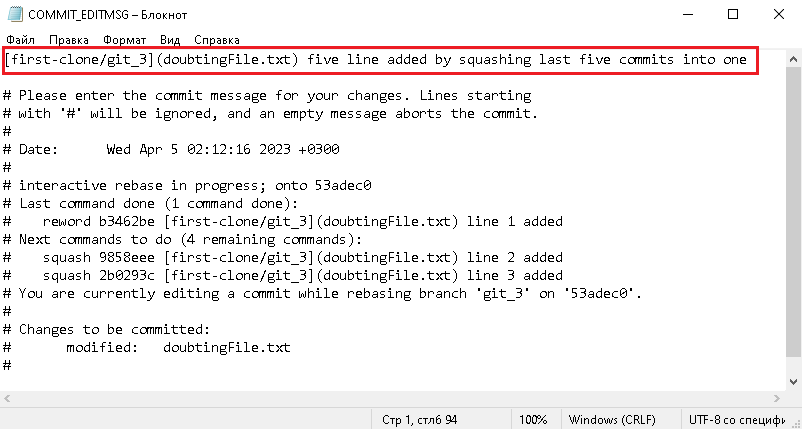 COMMIT_EDITMSG – Блокнот
Файл Правка Формат Вид Справка
[first-clone/git_3](doubtingFile.txt) five line added by squashing last five commits into one
# Please enter the commit message for your changes. Lines starting
# with '#' will be ignored, and an empty message aborts the commit.
#
# Date:      Wed Apr 5 02:12:16 2023 +0300
#
# interactive rebase in progress; onto 53adec0
# Last command done (1 command done):
#    reword b3462be [first-clone/git_3](doubtingFile.txt) line 1 added
# Next commands to do (4 remaining commands):
#    squash 9858eee [first-clone/git_3](doubtingFile.txt) line 2 added
#    squash 2b0293c [first-clone/git_3](doubtingFile.txt) line 3 added
# You are currently editing a commit while rebasing branch 'git_3' on '53adec0'.
#
# Changes to be committed:
#       modified:   doubtingFile.txt
#
Стр 1, стлб 94 100% Windows (CRLF) UTF-8 со специфи